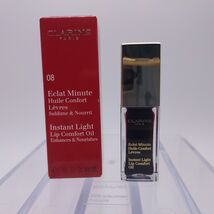 CLARINS
PARIS
08
Eclat Minute
Huile Confort
Lèvres
Sublime & Nourrit
Instant Light
Lip Comfort Oil
Enhances & Nourishes
CLARINS
Eclat Minute
Huile Confort
Lèvres
Instant Light
Lip Comfort
Oil